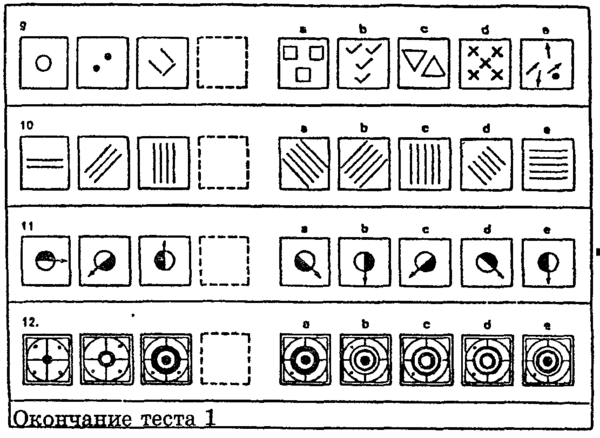 9 a b c d e
10 a b c d e
11 a b c d e
12. a b c d e
Окончание теста 1